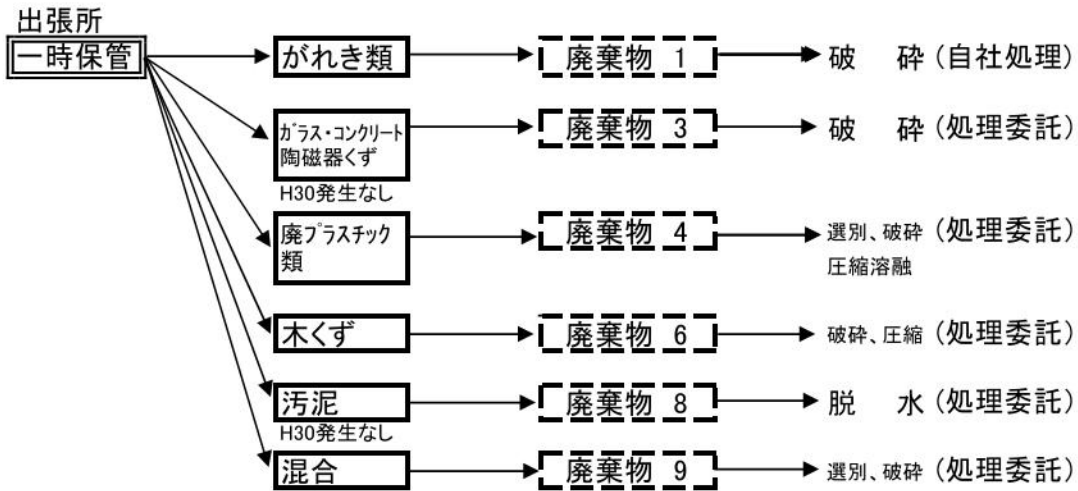 出張所
一時保管
がれき類
廃棄物 1
破 砕 (自社処理)
ガラス・コンクリート
陶磁器くず
廃棄物 3
破 砕 (処理委託)
H30発生なし
廃プラスチック
類
廃棄物 4
選別、破砕 (処理委託)
圧縮溶融
木くず
廃棄物 6
破砕、圧縮 (処理委託)
汚泥
廃棄物 8
脱 水 (処理委託)
H30発生なし
混合
廃棄物 9
選別、破砕 (処理委託)